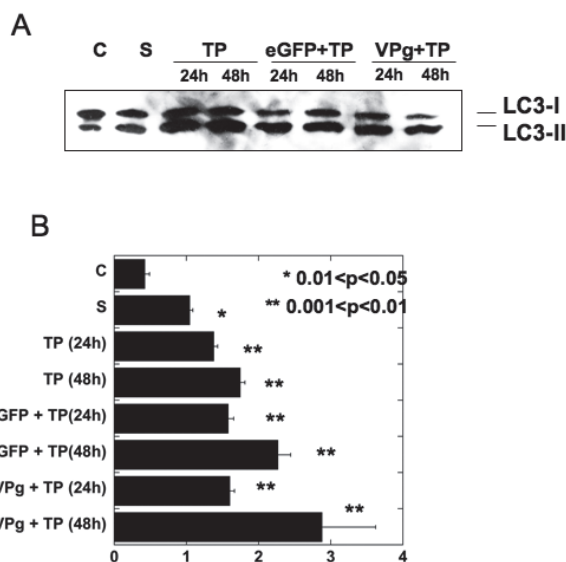 A
C S TP eGFP+TP VPg+TP
24h 48h 24h 48h 24h 48h
LC3-I
LC3-II
B
C
* 0.01<p<0.05
S
** 0.001<p<0.01
*
TP (24h)
**
TP (48h)
**
GFP + TP(24h)
**
GFP + TP(48h)
**
VPg + TP (24h)
**
VPg + TP (48h)
**
0 1 2 3 4